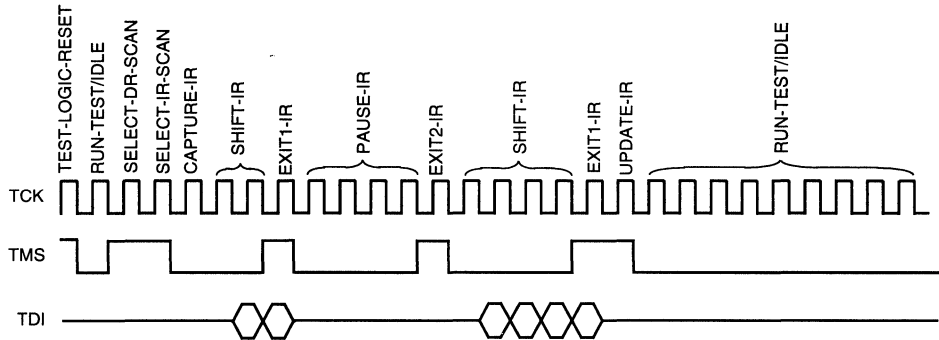 TEST-LOGIC-RESET
RUN-TEST/IDLE
SELECT-DR-SCAN
SELECT-IR-SCAN
CAPTURE-IR
SHIFT-IR
EXIT1-IR
PAUSE-IR
EXIT2-IR
SHIFT-IR
EXIT1-IR
UPDATE-IR
RUN-TEST/IDLE
TCK
TMS
TDI